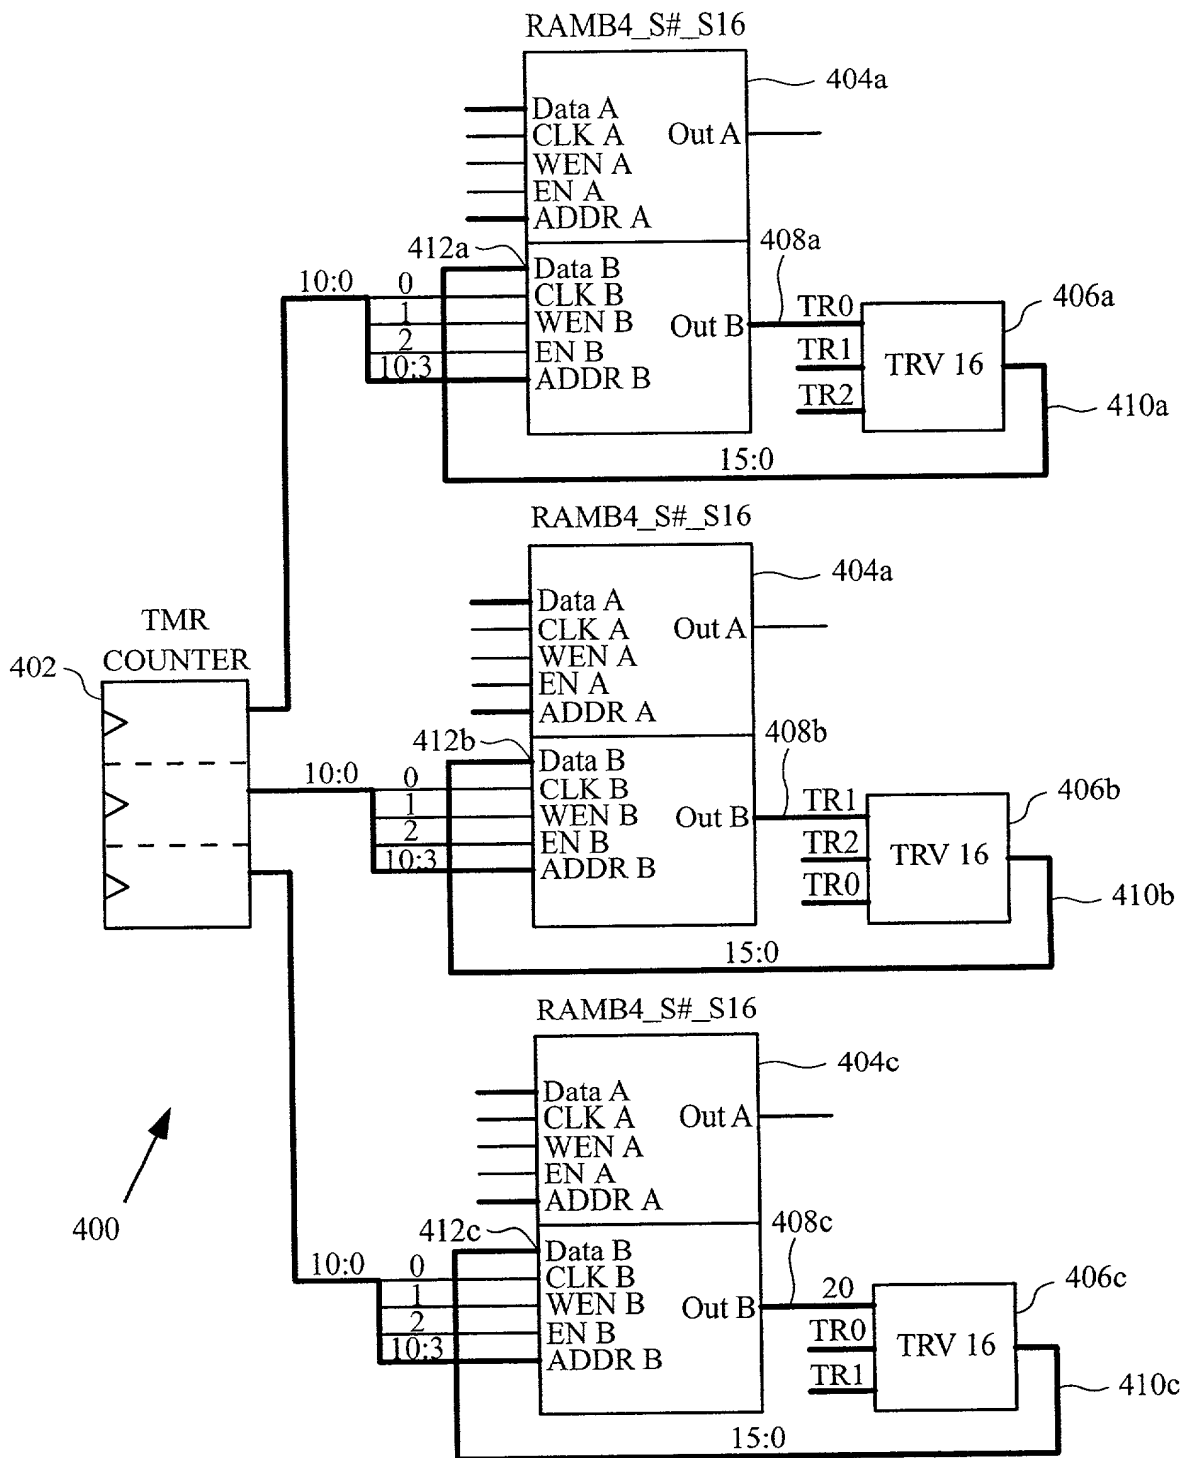 RAMB4_S#_S16
404a
Data A
CLK A
WEN A
EN A
ADDR A
Out A
412a
408a
10:0
0
1
2
10:3
Data B
CLK B
WEN B
EN B
ADDR B
Out B
TR0
TR1
TR2
TRV 16
406a
410a
15:0
RAMB4_S#_S16
404a
Data A
CLK A
WEN A
EN A
ADDR A
Out A
TMR
COUNTER
402
412b
408b
10:0
0
1
2
10:3
Data B
CLK B
WEN B
EN B
ADDR B
Out B
TR1
TR2
TR0
TRV 16
406b
410b
15:0
RAMB4_S#_S16
404c
Data A
CLK A
WEN A
EN A
ADDR A
Out A
400
412c
408c
10:0
0
1
2
10:3
Data B
CLK B
WEN B
EN B
ADDR B
Out B
20
TR0
TR1
TRV 16
406c
410c
15:0